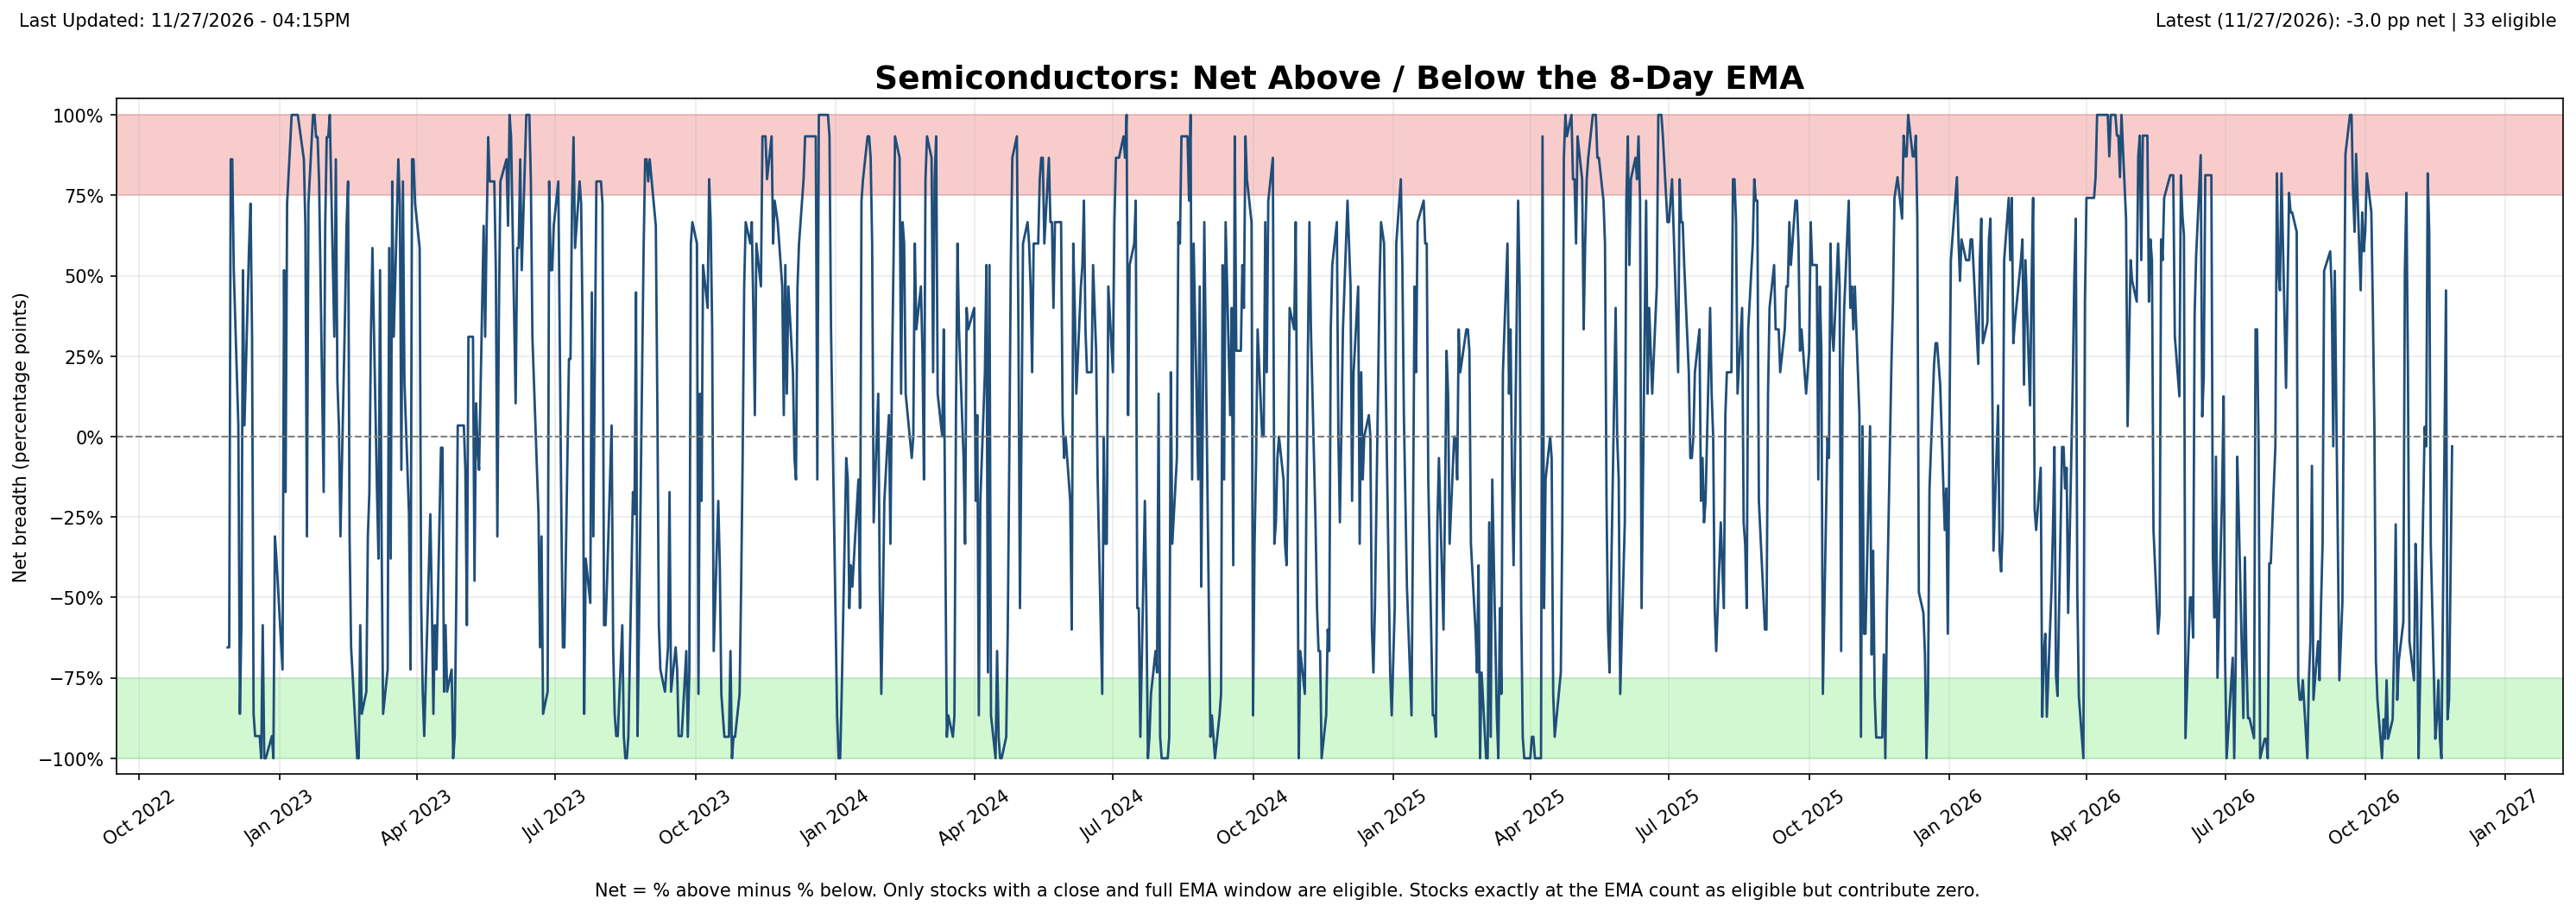 Last Updated: 11/27/2026 - 04:15PM
Latest (11/27/2026): -3.0 pp net | 33 eligible
Semiconductors: Net Above / Below the 8-Day EMA
Net breadth (percentage points)
100%
75%
50%
25%
0%
−25%
−50%
−75%
−100%
Oct 2022
Jan 2023
Apr 2023
Jul 2023
Oct 2023
Jan 2024
Apr 2024
Jul 2024
Oct 2024
Jan 2025
Apr 2025
Jul 2025
Oct 2025
Jan 2026
Apr 2026
Jul 2026
Oct 2026
Jan 2027
Net = % above minus % below. Only stocks with a close and full EMA window are eligible. Stocks exactly at the EMA count as eligible but contribute zero.